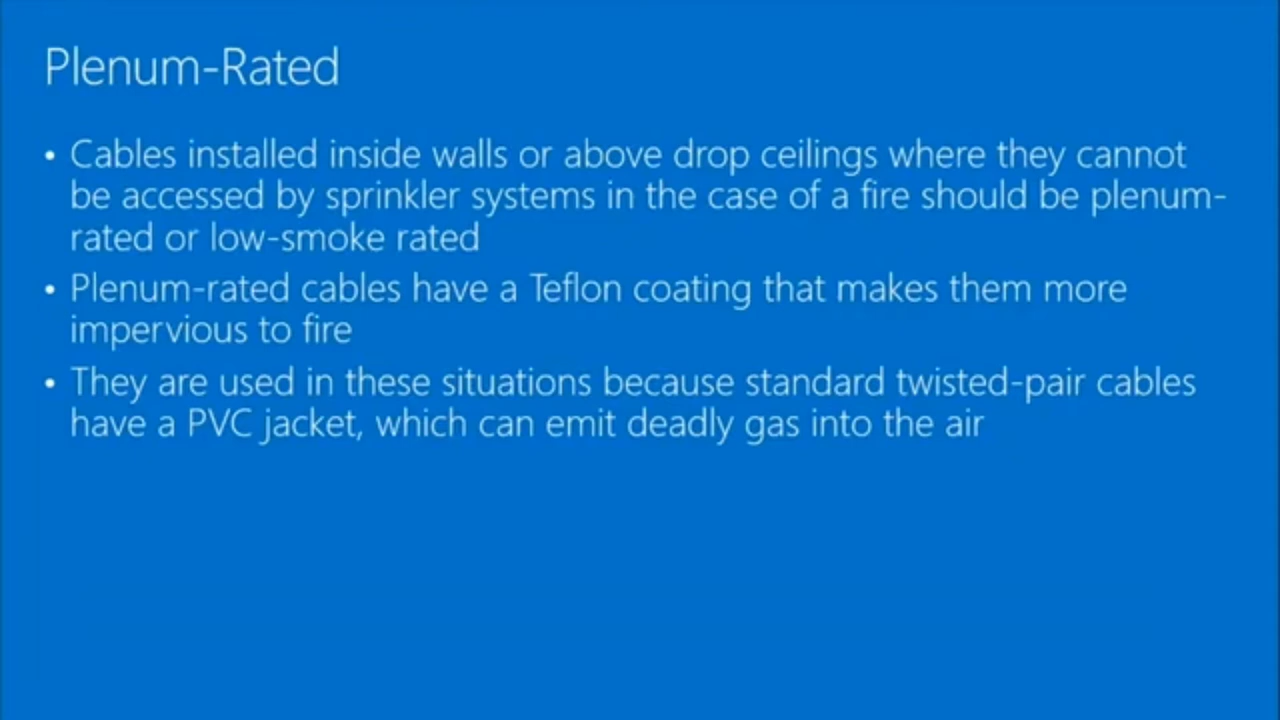 Plenum-Rated
• Cables installed inside walls or above drop ceilings where they cannot
be accessed by sprinkler systems in the case of a fire should be plenum-
rated or low-smoke rated
• Plenum-rated cables have a Teflon coating that makes them more
impervious to fire
• They are used in these situations because standard twisted-pair cables
have a PVC jacket, which can emit deadly gas into the air